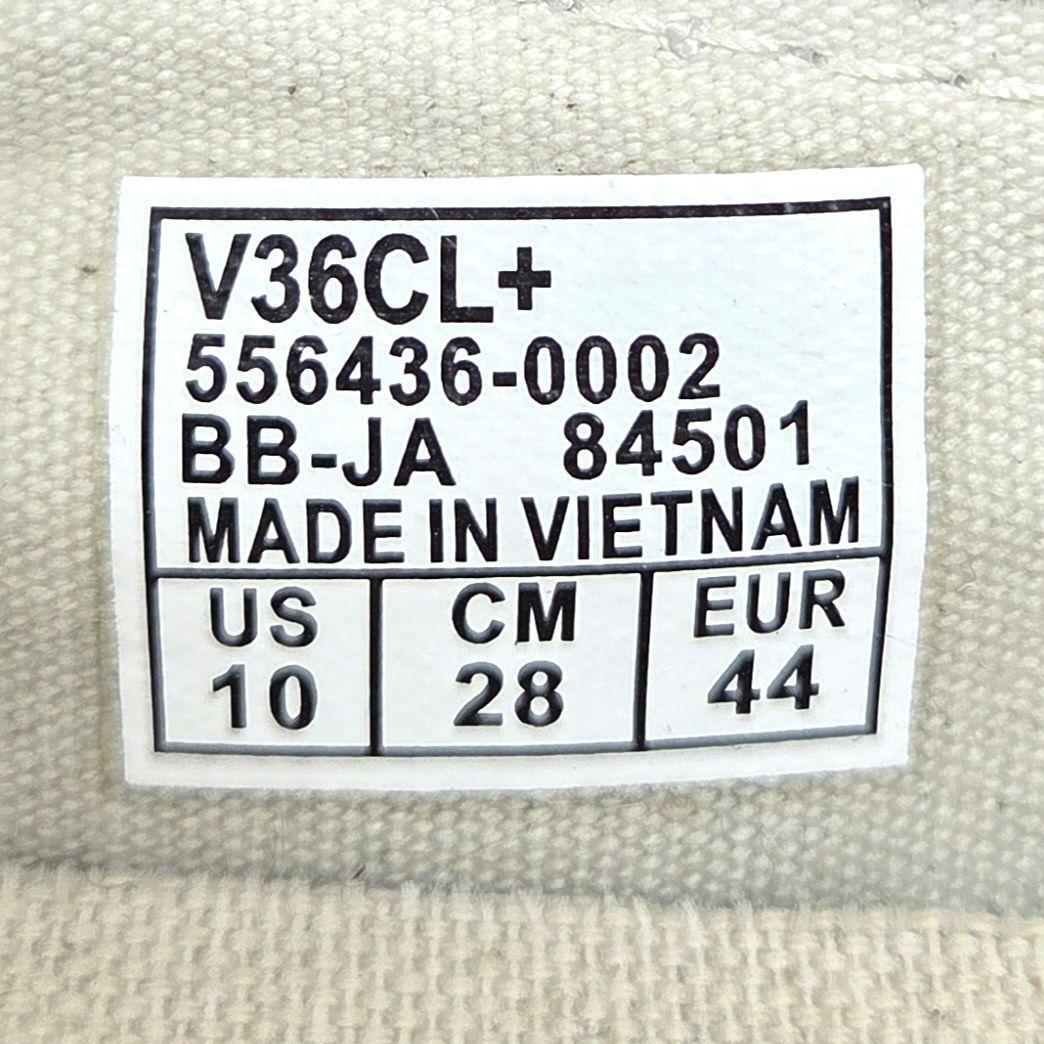 V36CL+
556436-0002
BB-JA 84501
MADE IN VIETNAM
US CM EUR
10 28 44